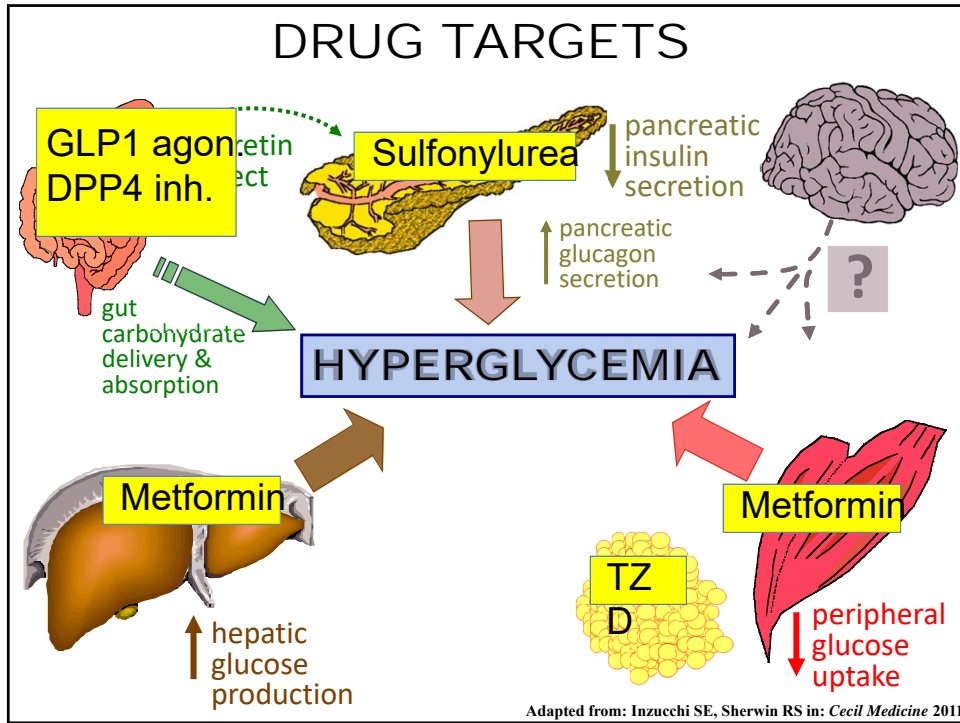 DRUG TARGETS
GLP1 agon.
DPP4 inh.
Sulfonylurea
pancreatic
insulin
secretion
pancreatic
glucagon
secretion
?
gut
carbohydrate
delivery &
absorption
HYPERGLYCEMIA
Metformin
Metformin
TZ
D
hepatic
glucose
production
peripheral
glucose
uptake
Adapted from: Inzucchi SE, Sherwin RS in: Cecil Medicine 2011